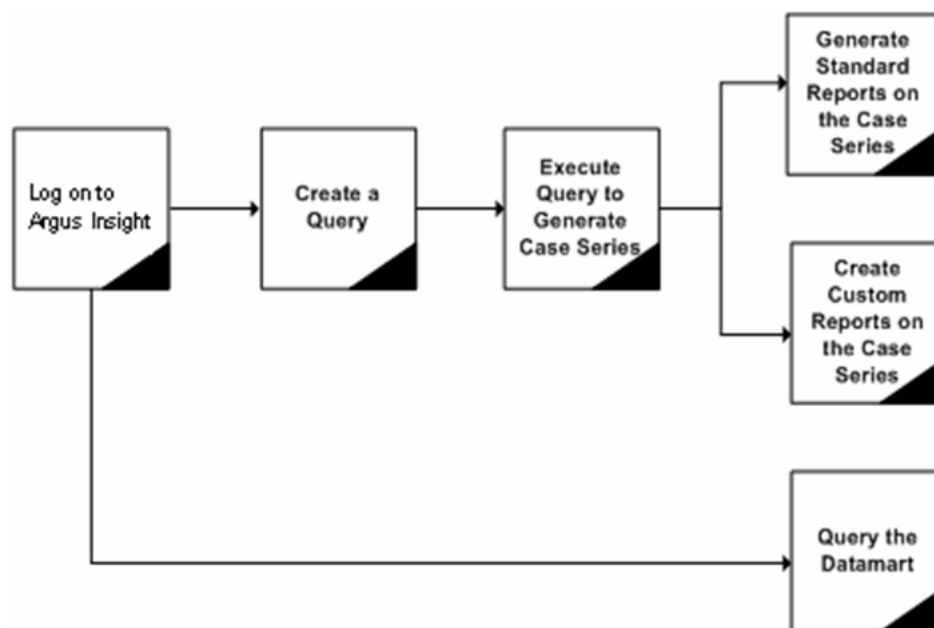 Log on to
Argus Insight
Create a
Query
Execute
Query to
Generate
Case Series
Generate
Standard
Reports on
the Case
Series
Create
Custom
Reports on
the Case
Series
Query the
Datamart